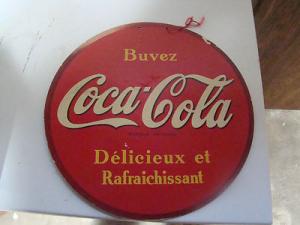 Buvez
Coca-Cola
Délicieux et
Rafraichissant